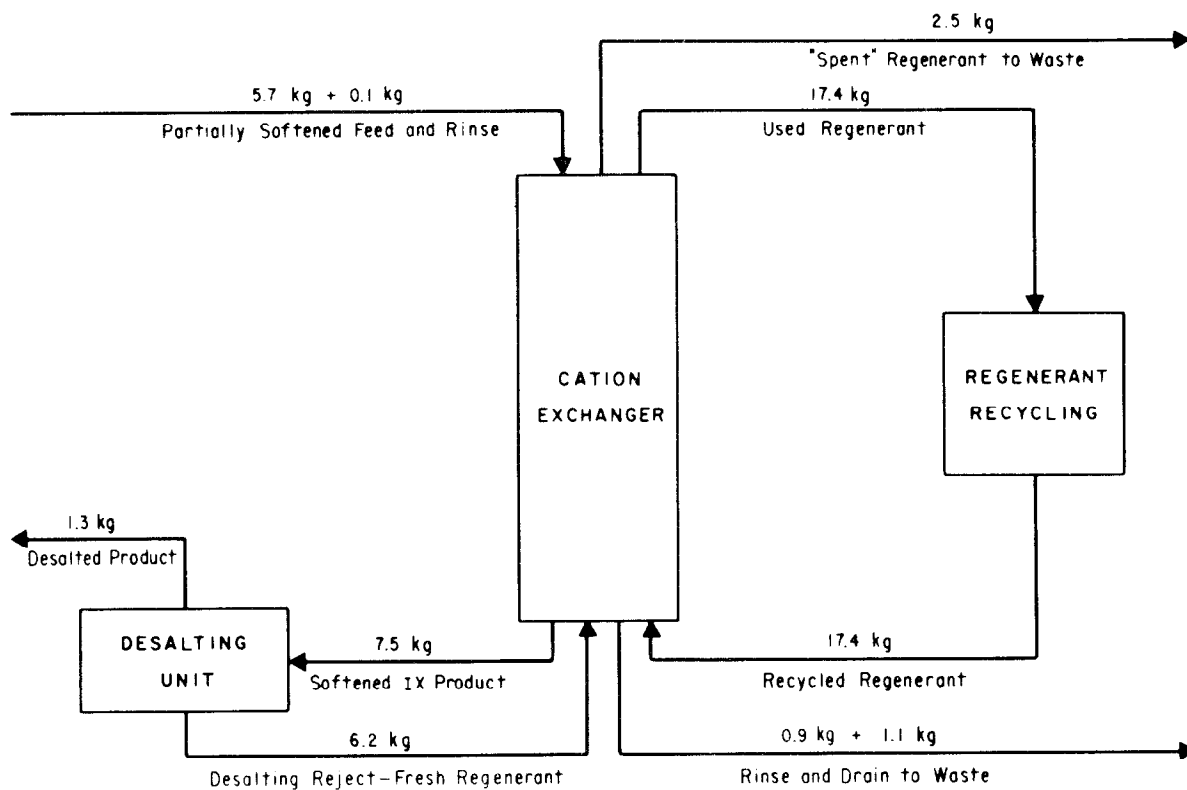 2.5 kg
"Spent" Regenerant to Waste
5.7 kg + 0.1 kg
Partially Softened Feed and Rinse
17.4 kg
Used Regenerant
CATION
EXCHANGER
REGENERANT
RECYCLING
1.3 kg
Desalted Product
DESALTING
UNIT
7.5 kg
Softened IX Product
17.4 kg
Recycled Regenerant
6.2 kg
Desalting Reject-Fresh Regenerant
0.9 kg + 1.1 kg
Rinse and Drain to Waste